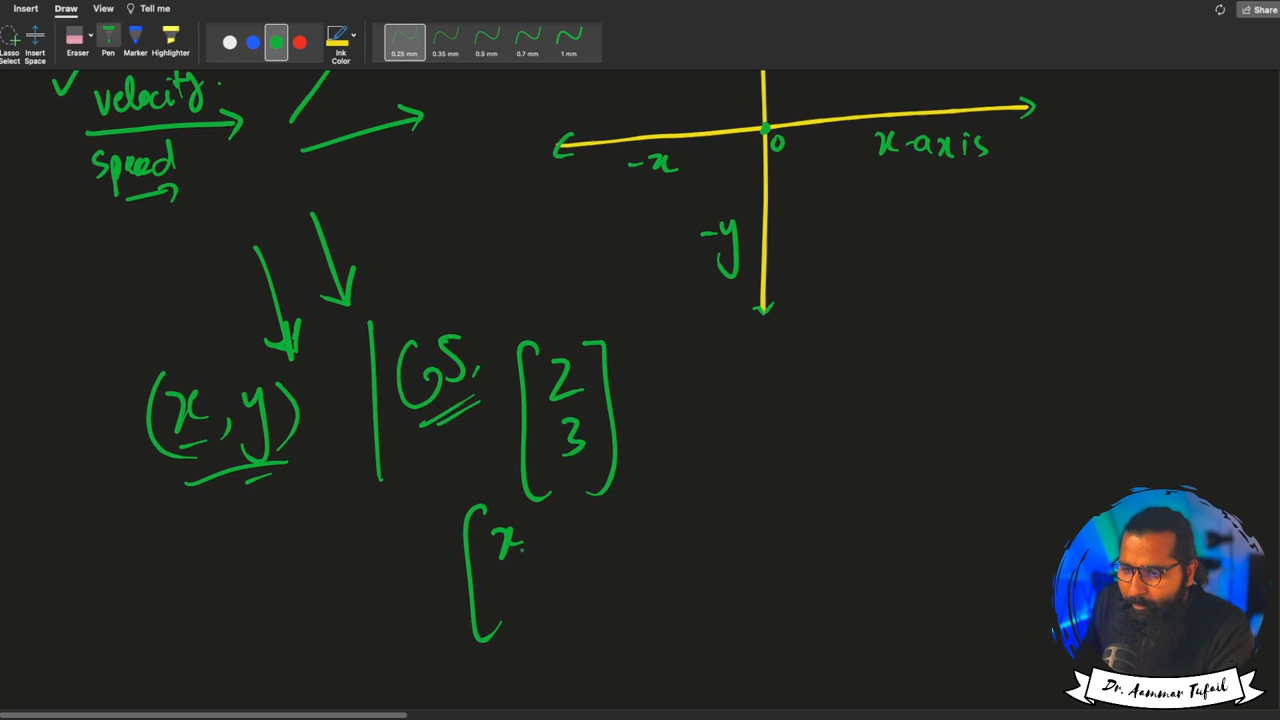 Insert Draw View Tell me
Share
Lasso Select
Insert Space
Eraser
Pen
Marker
Highlighter
Ink Color
0.25 mm 0.35 mm 0.5 mm 0.7 mm 1 mm
velocity.
speed
-x
0
x-axis
-y
(x, y)
CS,
[2
3]
[x
Dr. Aammar Tufail